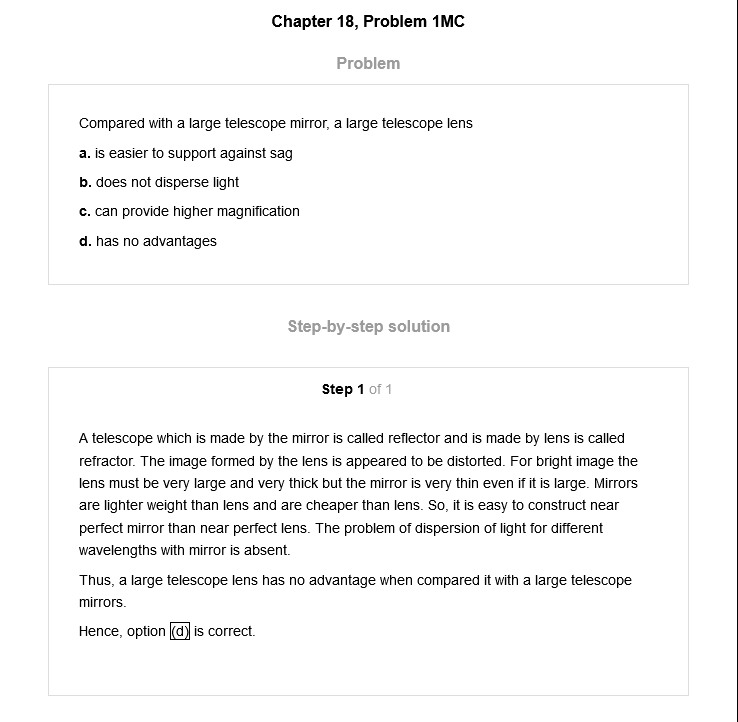 Chapter 18, Problem 1MC
Problem
Compared with a large telescope mirror, a large telescope lens
a. is easier to support against sag
b. does not disperse light
c. can provide higher magnification
d. has no advantages
Step-by-step solution
Step 1 of 1
A telescope which is made by the mirror is called reflector and is made by lens is called
refractor. The image formed by the lens is appeared to be distorted. For bright image the
lens must be very large and very thick but the mirror is very thin even if it is large. Mirrors
are lighter weight than lens and are cheaper than lens. So, it is easy to construct near
perfect mirror than near perfect lens. The problem of dispersion of light for different
wavelengths with mirror is absent.
Thus, a large telescope lens has no advantage when compared it with a large telescope
mirrors.
Hence, option (d) is correct.